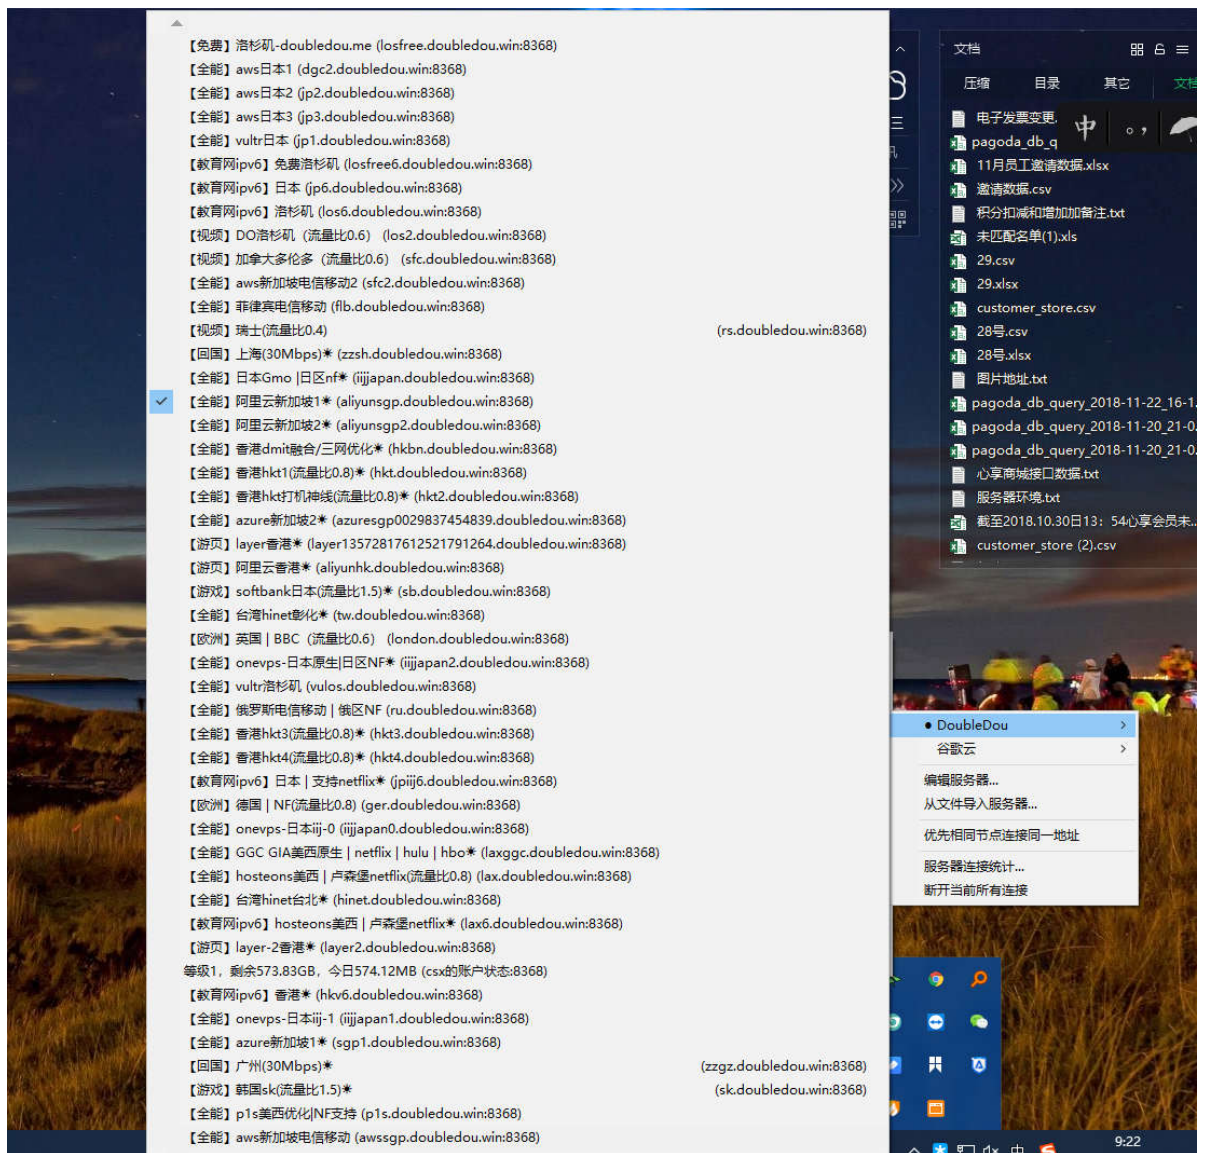 【免费】洛杉矶-doubledou.me (losfree.doubledou.win:8368)
【全能】aws日本1 (dgc2.doubledou.win:8368)
【全能】aws日本2 (jp2.doubledou.win:8368)
【全能】aws日本3 (jp3.doubledou.win:8368)
【全能】vultr日本 (jp1.doubledou.win:8368)
【教育网ipv6】免费洛杉矶 (losfree6.doubledou.win:8368)
【教育网ipv6】日本 (jp6.doubledou.win:8368)
【教育网ipv6】洛杉矶 (los6.doubledou.win:8368)
【视频】DO洛杉矶（流量比0.6） (los2.doubledou.win:8368)
【视频】加拿大多伦多（流量比0.6） (sfc.doubledou.win:8368)
【全能】aws新加坡电信移动2 (sfc2.doubledou.win:8368)
【全能】菲律宾电信移动 (flb.doubledou.win:8368)
【视频】瑞士(流量比0.4) (rs.doubledou.win:8368)
【回国】上海(30Mbps)☀ (zzsh.doubledou.win:8368)
【全能】日本Gmo |日区nf☀ (iijjapan.doubledou.win:8368)
【全能】阿里云新加坡1☀ (aliyunsgp.doubledou.win:8368)
【全能】阿里云新加坡2☀ (aliyunsgp2.doubledou.win:8368)
【全能】香港dmit融合/三网优化☀ (hkbn.doubledou.win:8368)
【全能】香港hkt1(流量比0.8)☀ (hkt.doubledou.win:8368)
【全能】香港hkt打机神线(流量比0.8)☀ (hkt2.doubledou.win:8368)
【全能】azure新加坡2☀ (azuresgp0029837454839.doubledou.win:8368)
【游页】layer香港☀ (layer13572817612521791264.doubledou.win:8368)
【游页】阿里云香港☀ (aliyunhk.doubledou.win:8368)
【游戏】softbank日本(流量比1.5)☀ (sb.doubledou.win:8368)
【全能】台湾hinet彰化☀ (tw.doubledou.win:8368)
【欧洲】英国 | BBC（流量比0.6） (london.doubledou.win:8368)
【全能】onevps-日本原生|日区NF☀ (iijjapan2.doubledou.win:8368)
【全能】vultr洛杉矶 (vulos.doubledou.win:8368)
【全能】俄罗斯电信移动 | 俄区NF (ru.doubledou.win:8368)
【全能】香港hkt3(流量比0.8)☀ (hkt3.doubledou.win:8368)
【全能】香港hkt4(流量比0.8)☀ (hkt4.doubledou.win:8368)
【教育网ipv6】日本 | 支持netflix☀ (jpiij6.doubledou.win:8368)
【欧洲】德国 | NF(流量比0.8) (ger.doubledou.win:8368)
【全能】onevps-日本iij-0 (iijjapan0.doubledou.win:8368)
【全能】GGC GIA美西原生 | netflix | hulu | hbo☀ (laxggc.doubledou.win:8368)
【全能】hosteons美西 | 卢森堡netflix(流量比0.8) (lax.doubledou.win:8368)
【全能】台湾hinet台北☀ (hinet.doubledou.win:8368)
【教育网ipv6】hosteons美西 | 卢森堡netflix☀ (lax6.doubledou.win:8368)
【游页】layer-2香港☀ (layer2.doubledou.win:8368)
等级1，剩余573.83GB，今日574.12MB (csx的账户状态:8368)
【教育网ipv6】香港☀ (hkv6.doubledou.win:8368)
【全能】onevps-日本iij-1 (iijjapan1.doubledou.win:8368)
【全能】azure新加坡1☀ (sgp1.doubledou.win:8368)
【回国】广州(30Mbps)☀ (zzgz.doubledou.win:8368)
【游戏】韩国sk(流量比1.5)☀ (sk.doubledou.win:8368)
【全能】p1s美西优化|NF支持 (p1s.doubledou.win:8368)
【全能】aws新加坡电信移动 (awssgp.doubledou.win:8368)
文档
压缩 目录 其它 文档
中 。，
电子发票变更.
pagoda_db_q
11月员工邀请数据.xlsx
邀请数据.csv
积分扣减和增加加备注.txt
未匹配名单(1).xls
29.csv
29.xlsx
customer_store.csv
28号.csv
28号.xlsx
图片地址.txt
pagoda_db_query_2018-11-22_16-1.
pagoda_db_query_2018-11-20_21-0.
pagoda_db_query_2018-11-20_21-0.
心享商城接口数据.txt
服务器环境.txt
截至2018.10.30日13：54心享会员未..
customer_store (2).csv
● DoubleDou
谷歌云
编辑服务器...
从文件导入服务器...
优先相同节点连接同一地址
服务器连接统计...
断开当前所有连接
中
9:22